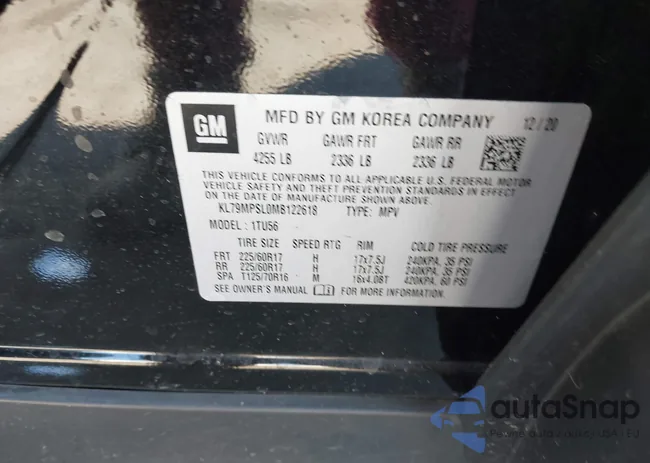 GM
MFD BY GM KOREA COMPANY 12/20
GVWR GAWR FRT GAWR RR
4255 LB 2336 LB 2336 LB
THIS VEHICLE CONFORMS TO ALL APPLICABLE U.S. FEDERAL MOTOR
VEHICLE SAFETY AND THEFT PREVENTION STANDARDS IN EFFECT
ON THE DATE OF MANUFACTURE SHOWN ABOVE.
KL79MPSL0MB122618 TYPE: MPV
MODEL: 1TU56
TIRE SIZE SPEED RTG RIM COLD TIRE PRESSURE
FRT 225/60R17 H 17x7.5J 240KPA, 35 PSI
RR 225/60R17 H 17x7.5J 240KPA, 35 PSI
SPA T125/70R16 M 16x4.0BT 420KPA, 60 PSI
SEE OWNER'S MANUAL FOR MORE INFORMATION.
autaSnap